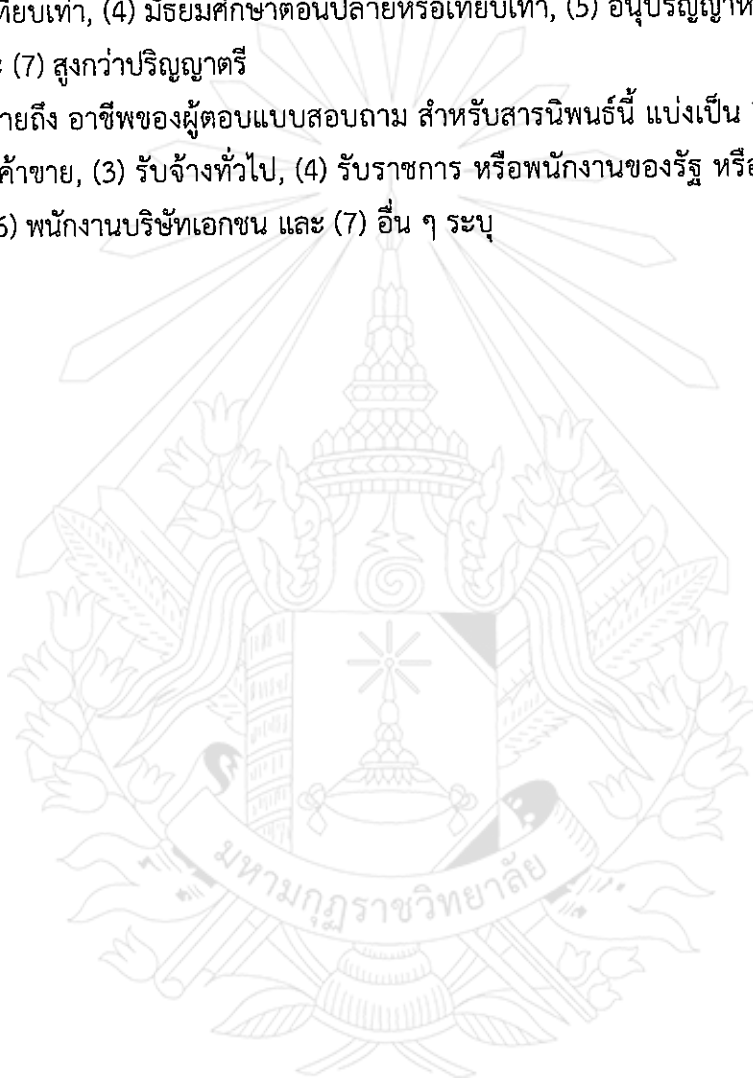 ทียบเท่า, (4) มัธยมศึกษาตอนปลายหรือเทียบเท่า, (5) อนุปริญญาห
(7) สูงกว่าปริญญาตรี
ายถึง อาชีพของผู้ตอบแบบสอบถาม สำหรับสารนิพนธ์นี้ แบ่งเป็น
ค้าขาย, (3) รับจ้างทั่วไป, (4) รับราชการ หรือพนักงานของรัฐ หรือ
6) พนักงานบริษัทเอกชน และ (7) อื่น ๆ ระบุ
มหามกุฏราชวิทยาลัย